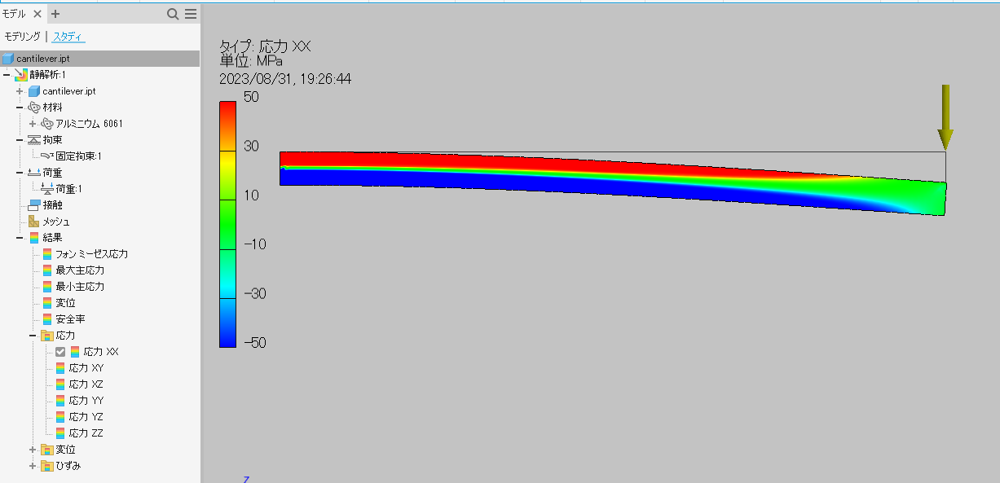 モデル
モデリング スタディ
cantilever.ipt
静解析:1
cantilever.ipt
材料
アルミニウム 6061
拘束
固定拘束:1
荷重
荷重:1
接触
メッシュ
結果
フォン ミーゼス応力
最大主応力
最小主応力
変位
安全率
応力
応力 XX
応力 XY
応力 XZ
応力 YY
応力 YZ
応力 ZZ
変位
ひずみ
タイプ: 応力 XX
単位: MPa
2023/08/31, 19:26:44
50
30
10
-10
-30
-50
z